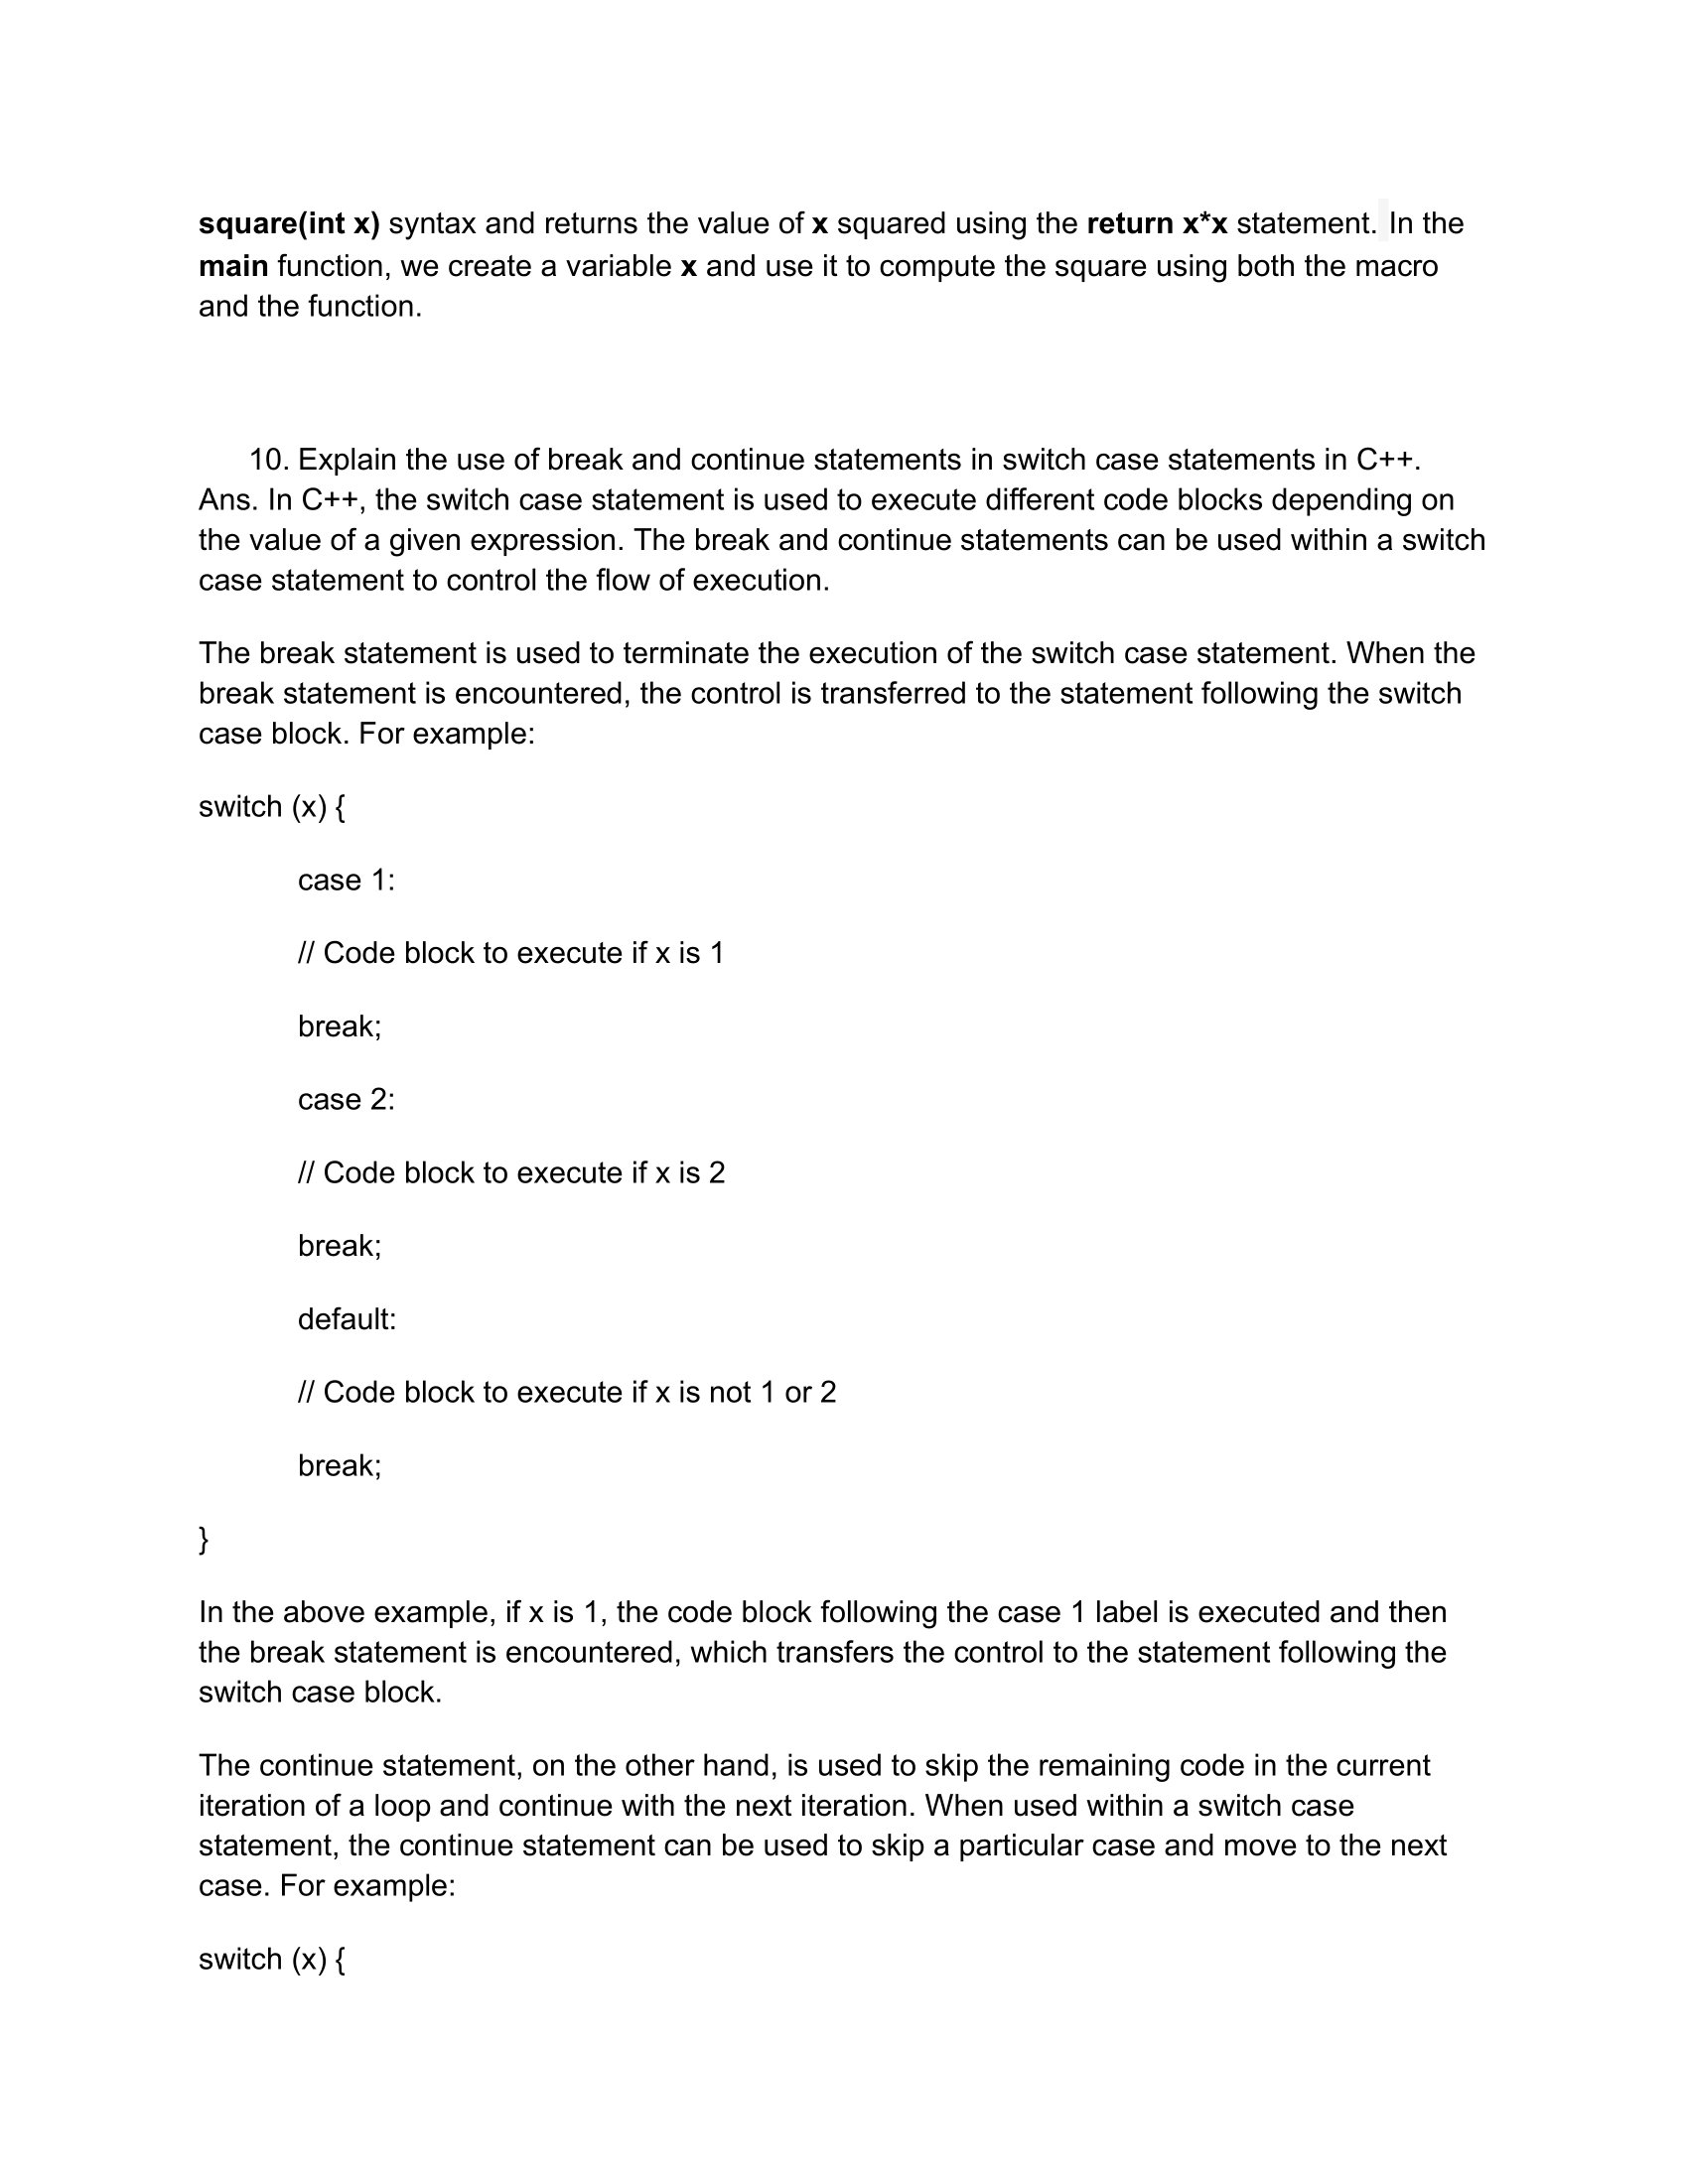 square(int x) syntax and returns the value of x squared using the return x*x statement. In the
main function, we create a variable x and use it to compute the square using both the macro
and the function.
10. Explain the use of break and continue statements in switch case statements in C++.
Ans. In C++, the switch case statement is used to execute different code blocks depending on
the value of a given expression. The break and continue statements can be used within a switch
case statement to control the flow of execution.
The break statement is used to terminate the execution of the switch case statement. When the
break statement is encountered, the control is transferred to the statement following the switch
case block. For example:
switch (x) {
case 1:
// Code block to execute if x is 1
break;
case 2:
// Code block to execute if x is 2
break;
default:
// Code block to execute if x is not 1 or 2
break;
}
In the above example, if x is 1, the code block following the case 1 label is executed and then
the break statement is encountered, which transfers the control to the statement following the
switch case block.
The continue statement, on the other hand, is used to skip the remaining code in the current
iteration of a loop and continue with the next iteration. When used within a switch case
statement, the continue statement can be used to skip a particular case and move to the next
case. For example:
switch (x) {